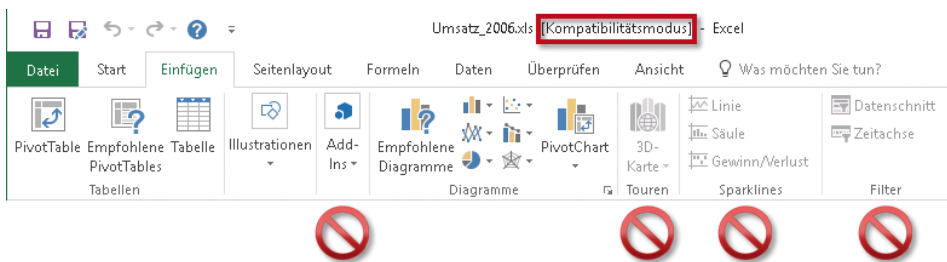 Umsatz_2006.xls [Kompatibilitätsmodus] - Excel
Datei Start Einfügen Seitenlayout Formeln Daten Überprüfen Ansicht Was möchten Sie tun?
PivotTable
Empfohlene
PivotTables
Tabelle
Tabellen
Illustrationen
Add-
Ins
Empfohlene
Diagramme
PivotChart
Diagramme
3D-
Karte
Touren
Linie
Säule
Gewinn/Verlust
Sparklines
Datenschnitt
Zeitachse
Filter